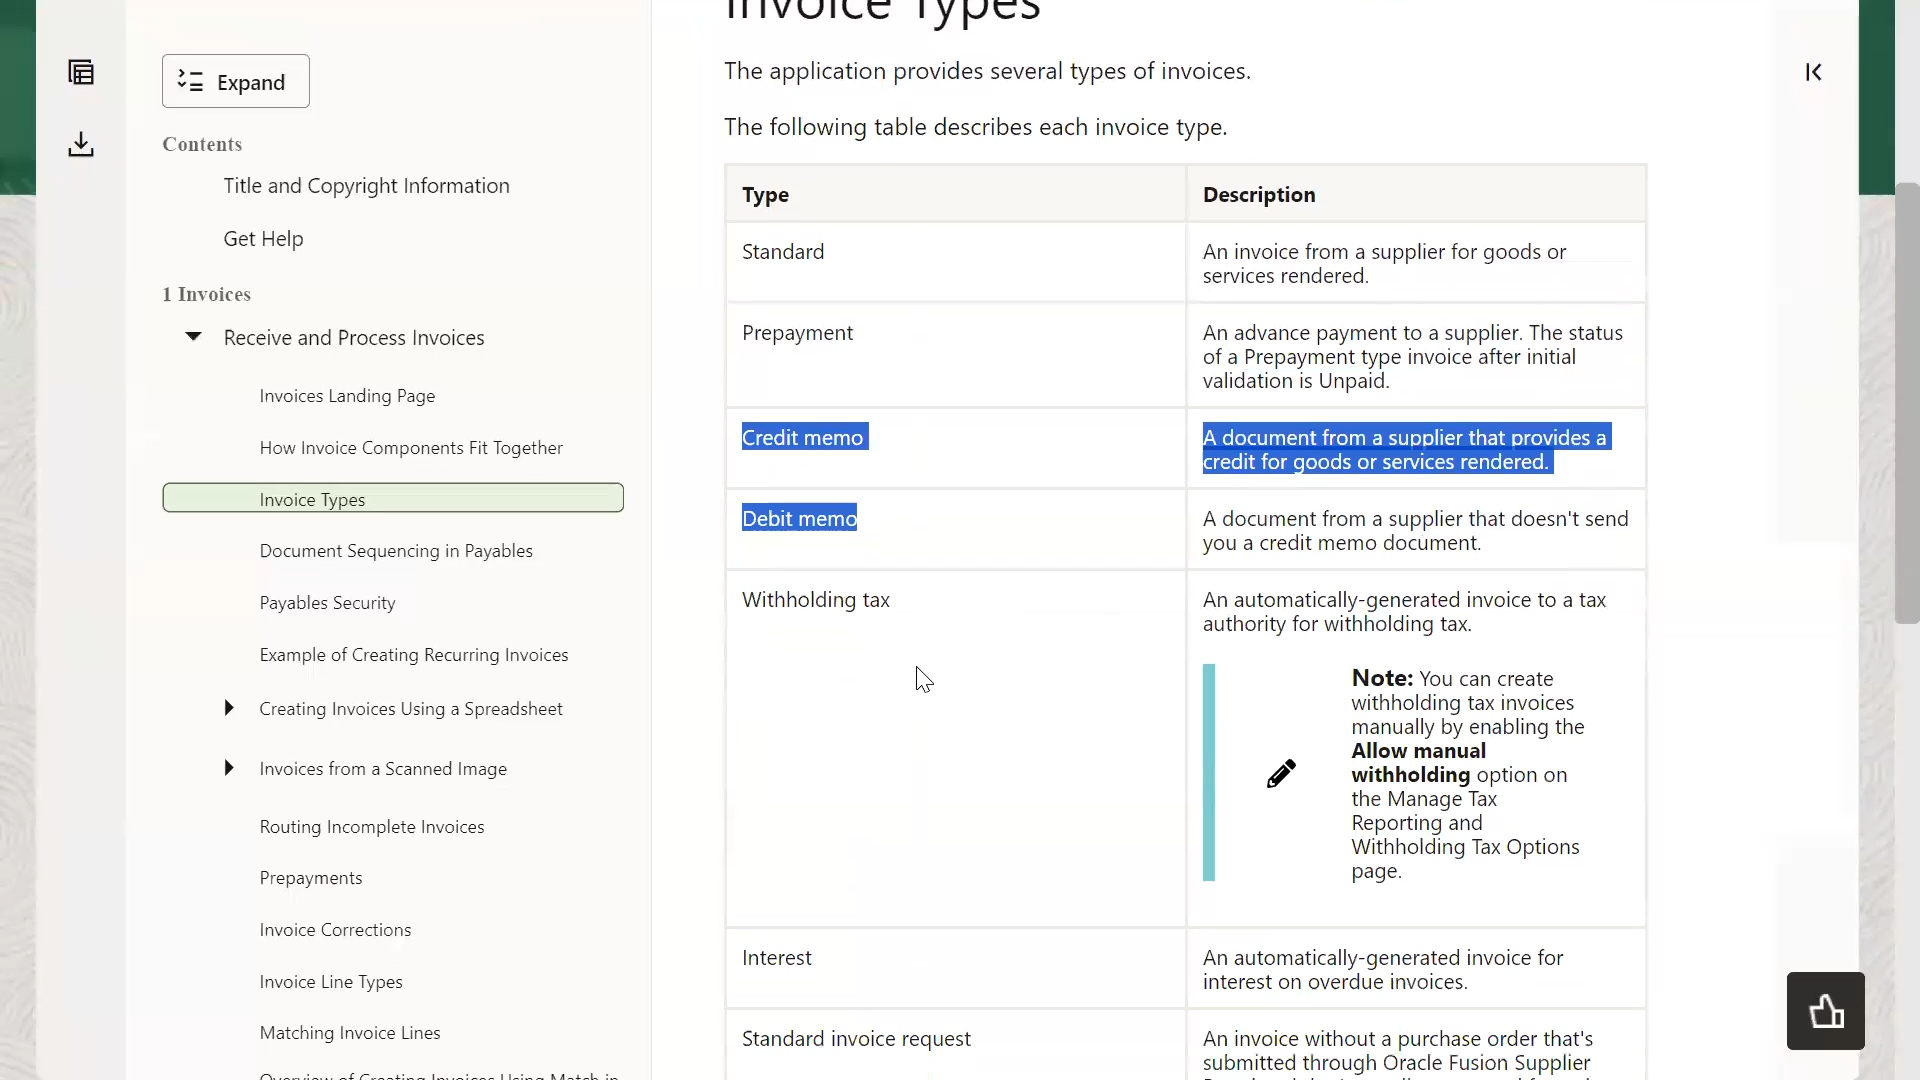 Invoice Types
The application provides several types of invoices.
The following table describes each invoice type.
Expand
Contents
Title and Copyright Information
Get Help
1 Invoices
Receive and Process Invoices
Invoices Landing Page
How Invoice Components Fit Together
Invoice Types
Document Sequencing in Payables
Payables Security
Example of Creating Recurring Invoices
Creating Invoices Using a Spreadsheet
Invoices from a Scanned Image
Routing Incomplete Invoices
Prepayments
Invoice Corrections
Invoice Line Types
Matching Invoice Lines
Overview of Creating Invoices Using Match in
Type
Description
Standard
An invoice from a supplier for goods or
services rendered.
Prepayment
An advance payment to a supplier. The status
of a Prepayment type invoice after initial
validation is Unpaid.
Credit memo
A document from a supplier that provides a
credit for goods or services rendered.
Debit memo
A document from a supplier that doesn't send
you a credit memo document.
Withholding tax
An automatically-generated invoice to a tax
authority for withholding tax.
Note: You can create
withholding tax invoices
manually by enabling the
Allow manual
withholding option on
the Manage Tax
Reporting and
Withholding Tax Options
page.
Interest
An automatically-generated invoice for
interest on overdue invoices.
Standard invoice request
An invoice without a purchase order that's
submitted through Oracle Fusion Supplier